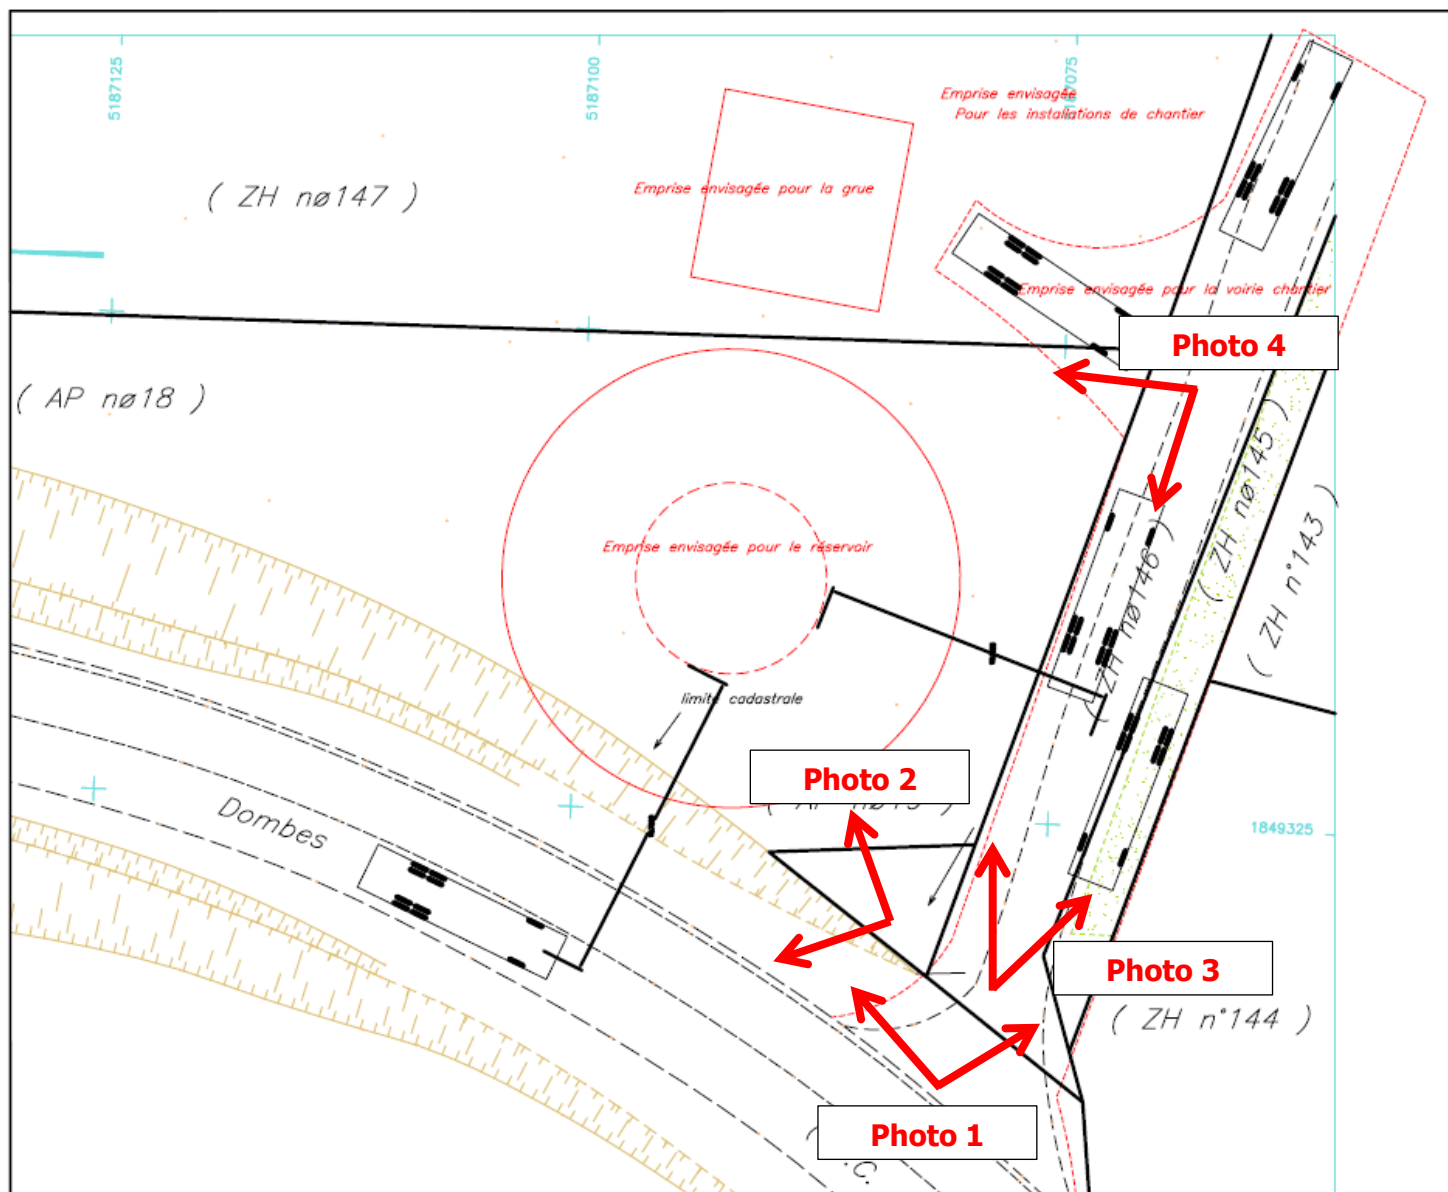 5187125
5187100
5187075
Emprise envisagée
Pour les installations de chantier
( ZH nø147 )
Emprise envisagée pour la grue
Emprise envisagée pour la voirie chantier
Photo 4
( AP nø18 )
( ZH nø145 )
( ZH n°143 )
Emprise envisagée pour le réservoir
( ZH nø146 )
limite cadastrale
Photo 2
Dombes
1849325
Photo 3
( ZH n°144 )
Photo 1